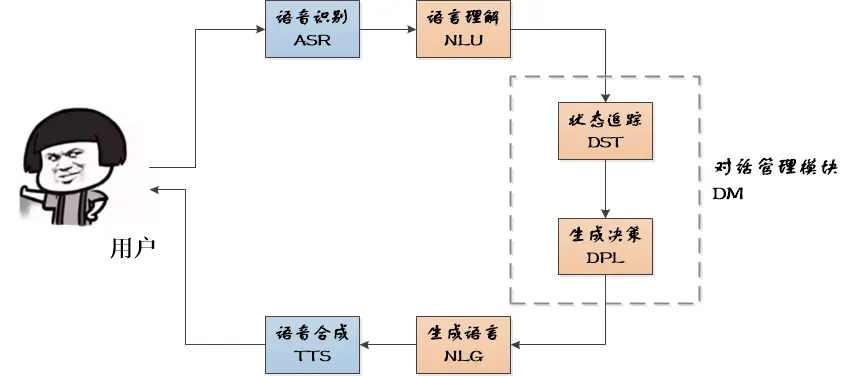 语音识别
ASR
语言理解
NLU
状态追踪
DST
对话管理模块
DM
生成决策
DPL
用户
语音合成
TTS
生成语言
NLG